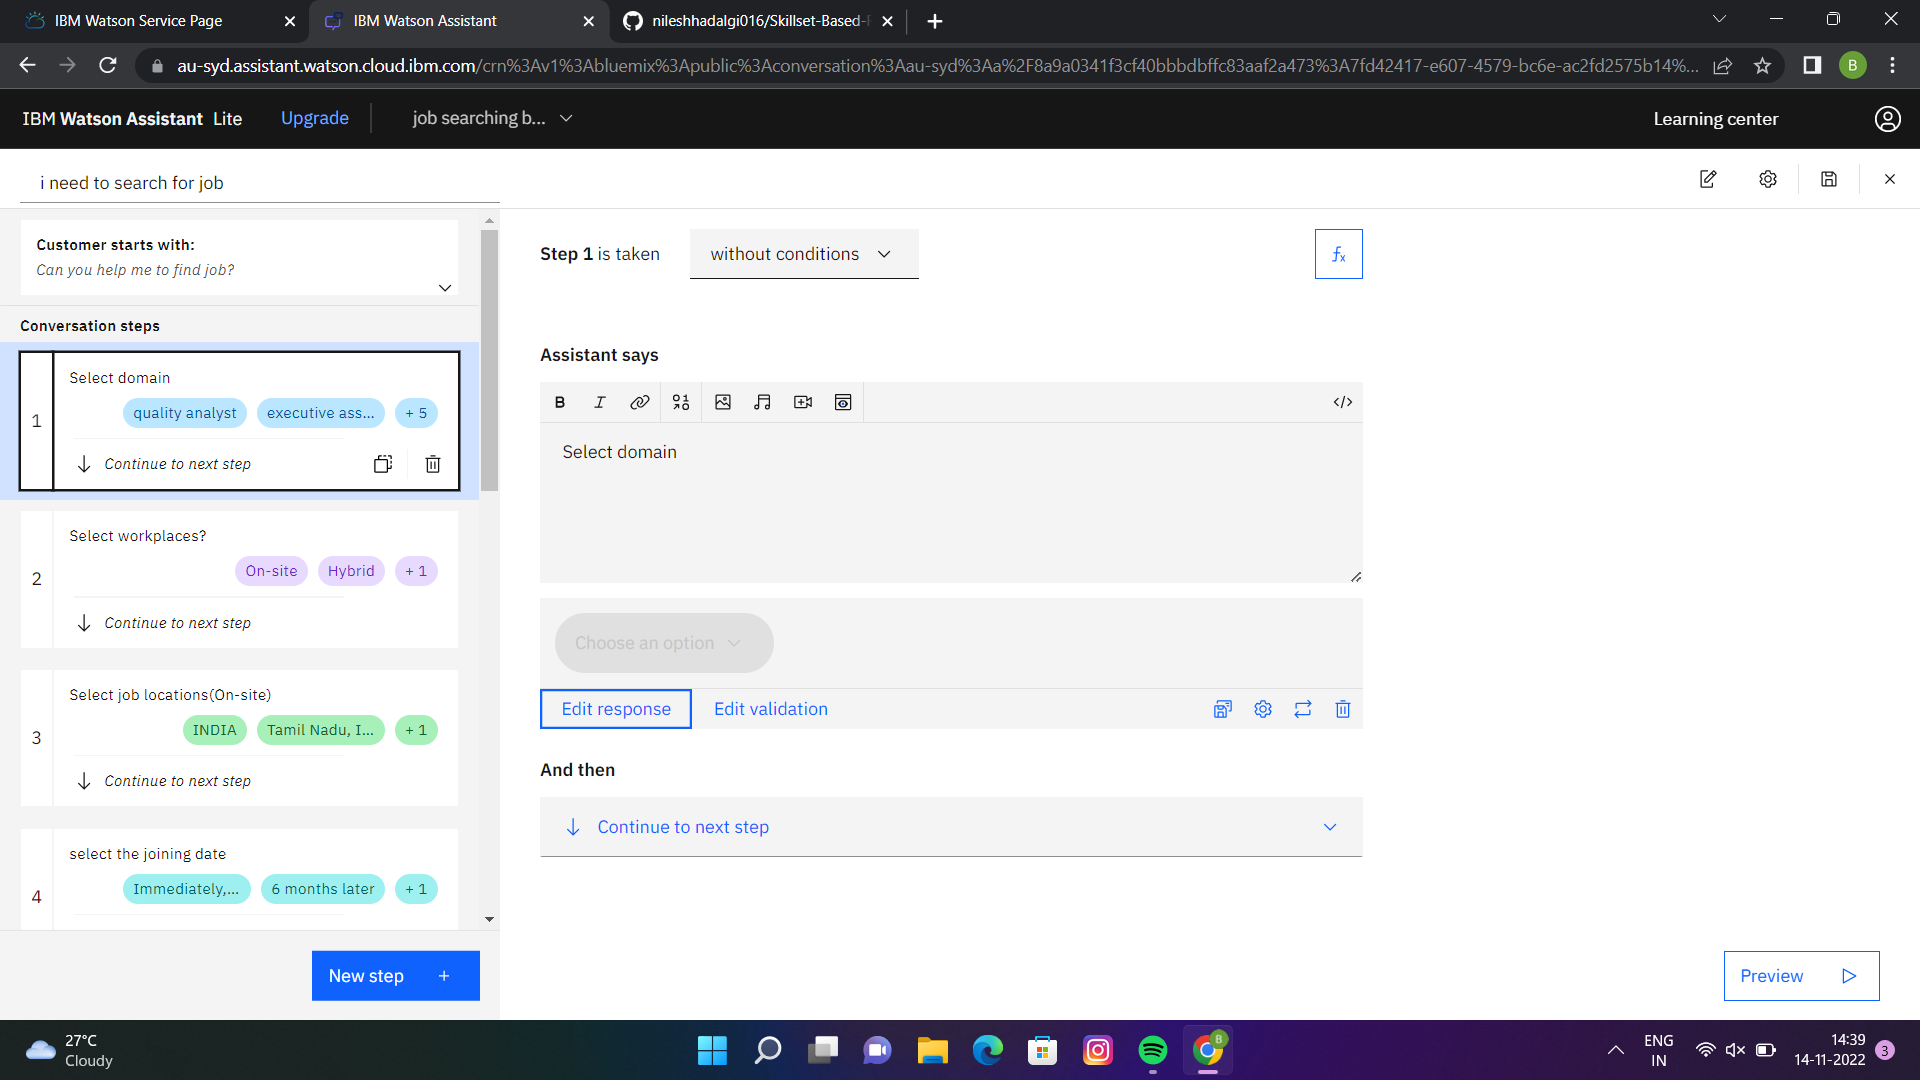 IBM Watson Service Page
IBM Watson Assistant
nileshhadalgi016/Skillset-Based-
au-syd.assistant.watson.cloud.ibm.com/crn%3Av1%3Abluemix%3Apublic%3Aconversation%3Aau-syd%3Aa%2F8a9a0341f3cf40bbbdbffc83aaf2a473%3A7fd42417-e607-4579-bc6e-ac2fd2575b14%...
B
IBM Watson Assistant Lite
Upgrade
job searching b...
Learning center
i need to search for job
Customer starts with:
Can you help me to find job?
Conversation steps
1
Select domain
quality analyst
executive ass...
+ 5
Continue to next step
2
Select workplaces?
On-site
Hybrid
+ 1
Continue to next step
3
Select job locations(On-site)
INDIA
Tamil Nadu, I...
+ 1
Continue to next step
4
select the joining date
Immediately,...
6 months later
+ 1
New step +
Step 1 is taken
without conditions
fx
Assistant says
B I </>
Select domain
Choose an option
Edit response
Edit validation
And then
Continue to next step
Preview
27°C
Cloudy
B
ENG
IN
14:39
14-11-2022
3